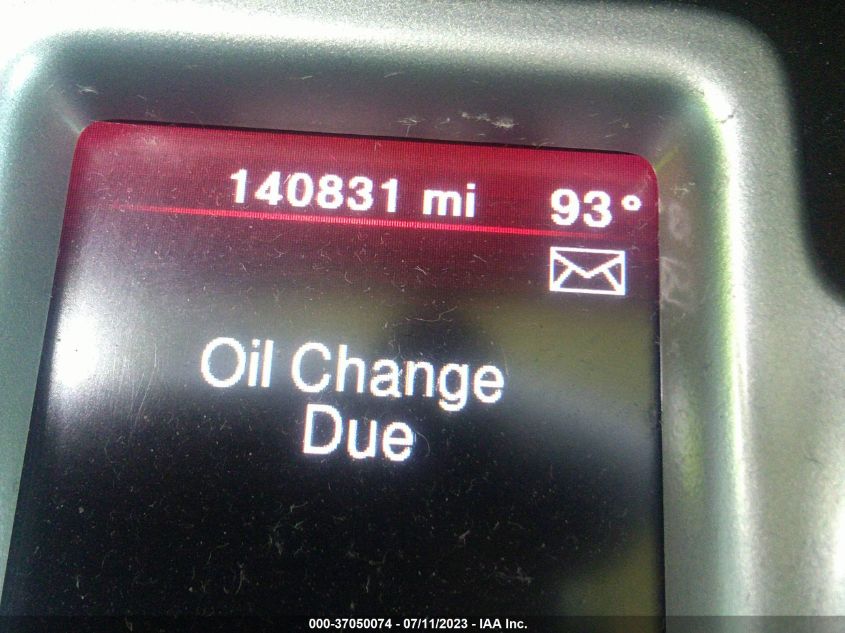 140831 mi 93°
Oil Change
Due
000-37050074 - 07/11/2023 - IAA Inc.